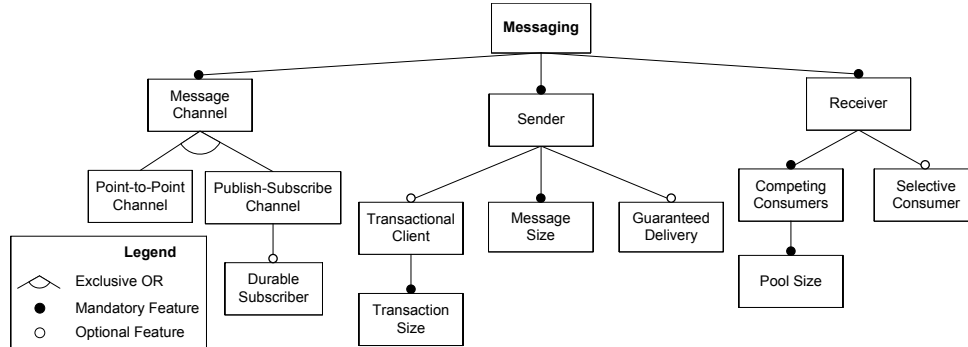 Messaging
Message
Channel
Sender
Receiver
Point-to-Point
Channel
Publish-Subscribe
Channel
Competing
Consumers
Selective
Consumer
Transactional
Client
Message
Size
Guaranteed
Delivery
Durable
Subscriber
Transaction
Size
Pool Size
Legend
Exclusive OR
Mandatory Feature
Optional Feature